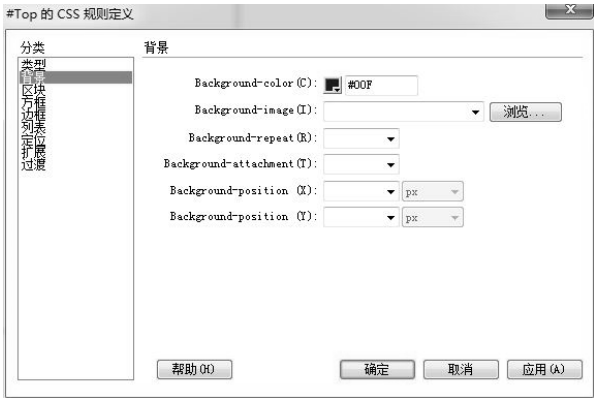 #Top 的 CSS 规则定义
分类
类型
背景
区块
方框
边框
列表
定位
扩展
过渡
背景
Background-color(C): #00F
Background-image(I): 浏览...
Background-repeat(R):
Background-attachment(T):
Background-position (X): px
Background-position (Y): px
帮助(H) 确定 取消 应用(A)